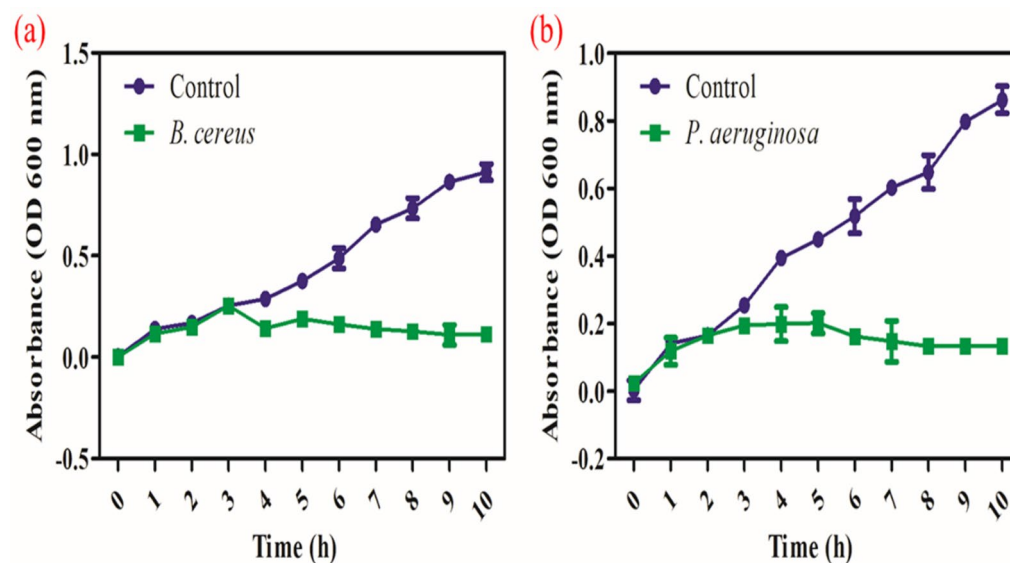 (a)
1.5
1.0
0.5
0.0
-0.5
Absorbance (OD 600 nm)
Control
B. cereus
0 1 2 3 4 5 6 7 8 9 10
Time (h)
(b)
1.0
0.8
0.6
0.4
0.2
0.0
-0.2
Absorbance (OD 600 nm)
Control
P. aeruginosa
0 1 2 3 4 5 6 7 8 9 10
Time (h)